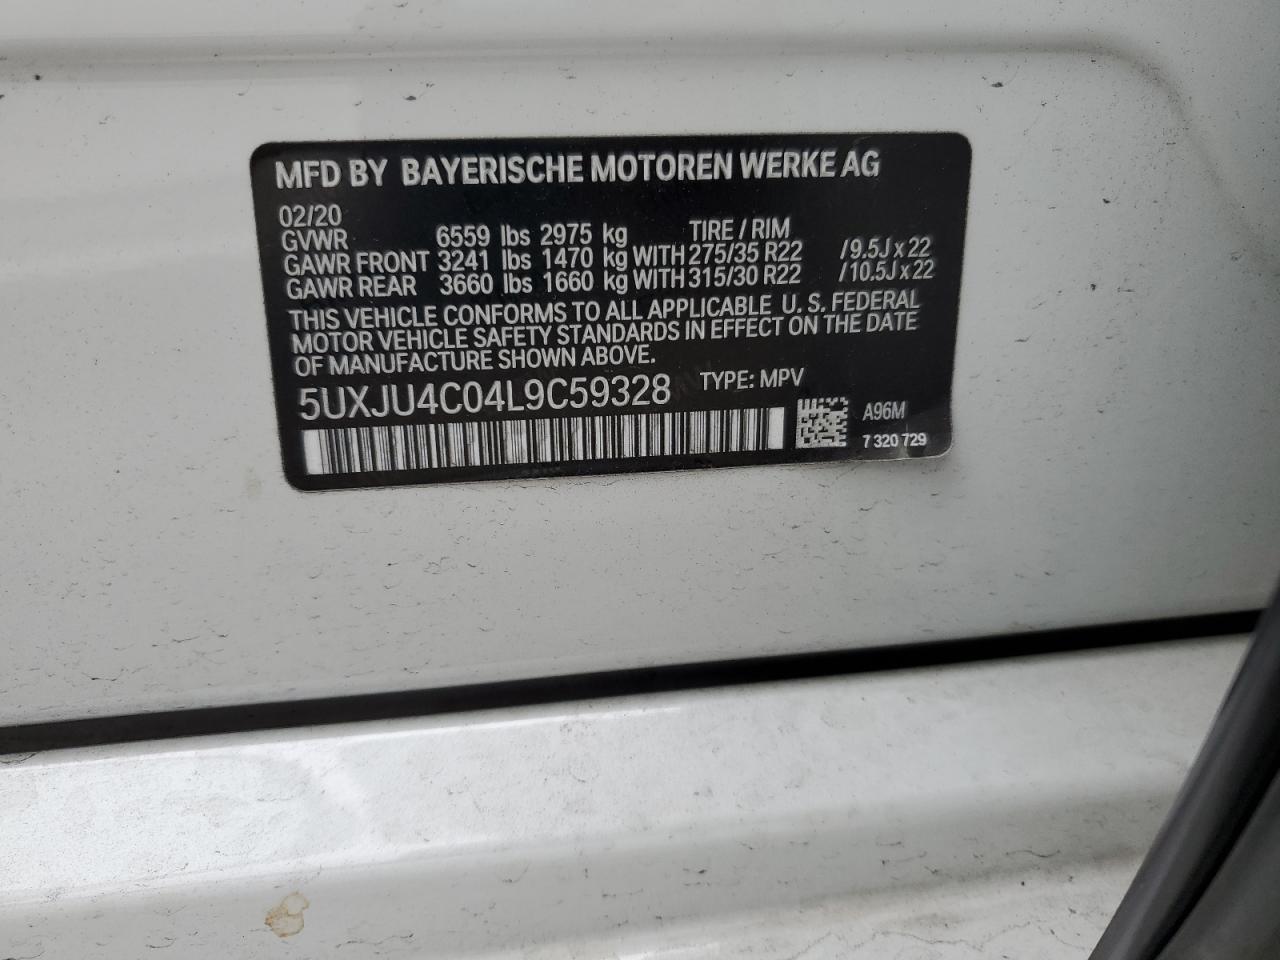 MFD BY BAYERISCHE MOTOREN WERKE AG
02/20 TIRE / RIM
GVWR 6559 lbs 2975 kg
GAWR FRONT 3241 lbs 1470 kg WITH 275/35 R22 / 9.5J x 22
GAWR REAR 3660 lbs 1660 kg WITH 315/30 R22 / 10.5J x 22
THIS VEHICLE CONFORMS TO ALL APPLICABLE U. S. FEDERAL
MOTOR VEHICLE SAFETY STANDARDS IN EFFECT ON THE DATE
OF MANUFACTURE SHOWN ABOVE.
5UXJU4C04L9C59328 TYPE: MPV
A96M
7 320 729